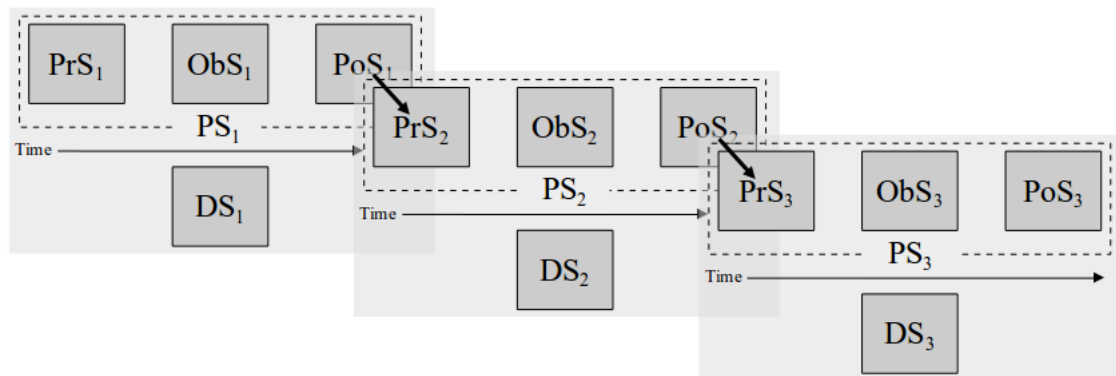 PrS₁ ObS₁ PoS₁
PS₁
Time
DS₁
PrS₂ ObS₂ PoS₂
PS₂
Time
DS₂
PrS₃ ObS₃ PoS₃
PS₃
Time
DS₃